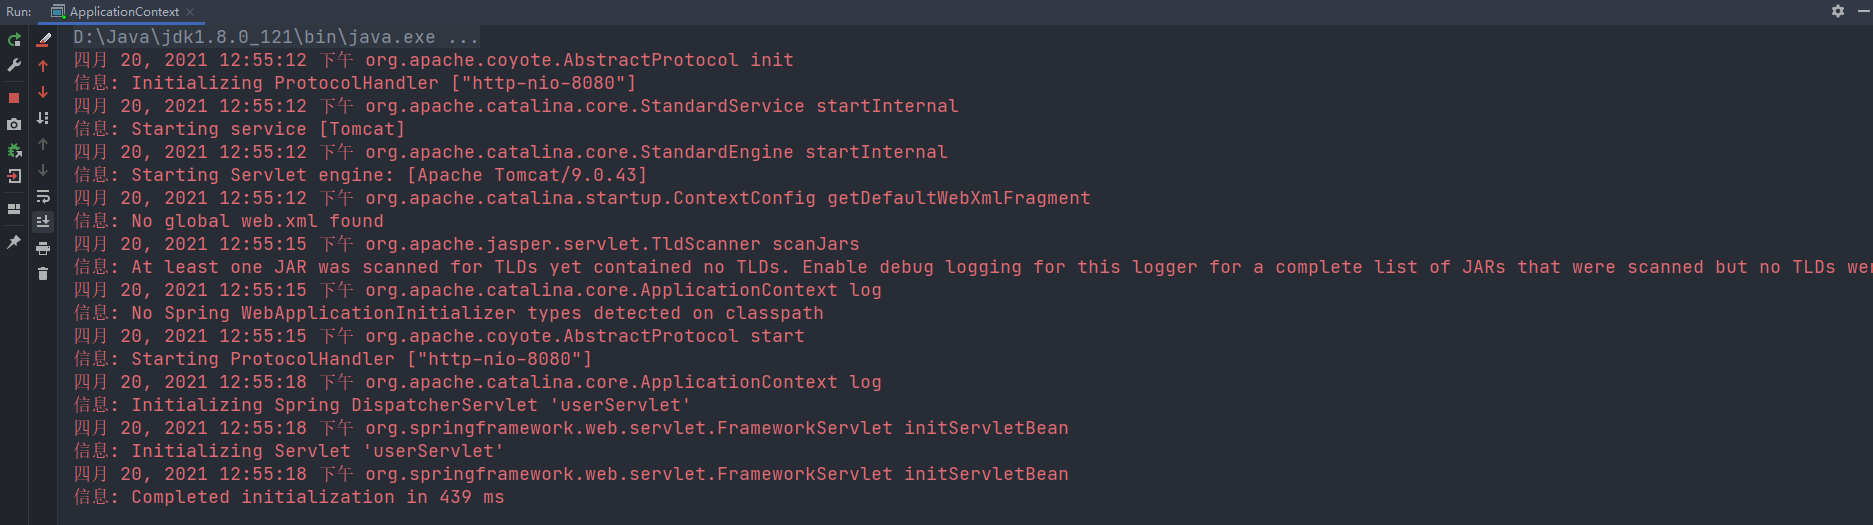 Run: ApplicationContext
D:\Java\jdk1.8.0_121\bin\java.exe ...
四月 20, 2021 12:55:12 下午 org.apache.coyote.AbstractProtocol init
信息: Initializing ProtocolHandler ["http-nio-8080"]
四月 20, 2021 12:55:12 下午 org.apache.catalina.core.StandardService startInternal
信息: Starting service [Tomcat]
四月 20, 2021 12:55:12 下午 org.apache.catalina.core.StandardEngine startInternal
信息: Starting Servlet engine: [Apache Tomcat/9.0.43]
四月 20, 2021 12:55:12 下午 org.apache.catalina.startup.ContextConfig getDefaultWebXmlFragment
信息: No global web.xml found
四月 20, 2021 12:55:15 下午 org.apache.jasper.servlet.TldScanner scanJars
信息: At least one JAR was scanned for TLDs yet contained no TLDs. Enable debug logging for this logger for a complete list of JARs that were scanned but no TLDs wer
四月 20, 2021 12:55:15 下午 org.apache.catalina.core.ApplicationContext log
信息: No Spring WebApplicationInitializer types detected on classpath
四月 20, 2021 12:55:15 下午 org.apache.coyote.AbstractProtocol start
信息: Starting ProtocolHandler ["http-nio-8080"]
四月 20, 2021 12:55:18 下午 org.apache.catalina.core.ApplicationContext log
信息: Initializing Spring DispatcherServlet 'userServlet'
四月 20, 2021 12:55:18 下午 org.springframework.web.servlet.FrameworkServlet initServletBean
信息: Initializing Servlet 'userServlet'
四月 20, 2021 12:55:18 下午 org.springframework.web.servlet.FrameworkServlet initServletBean
信息: Completed initialization in 439 ms